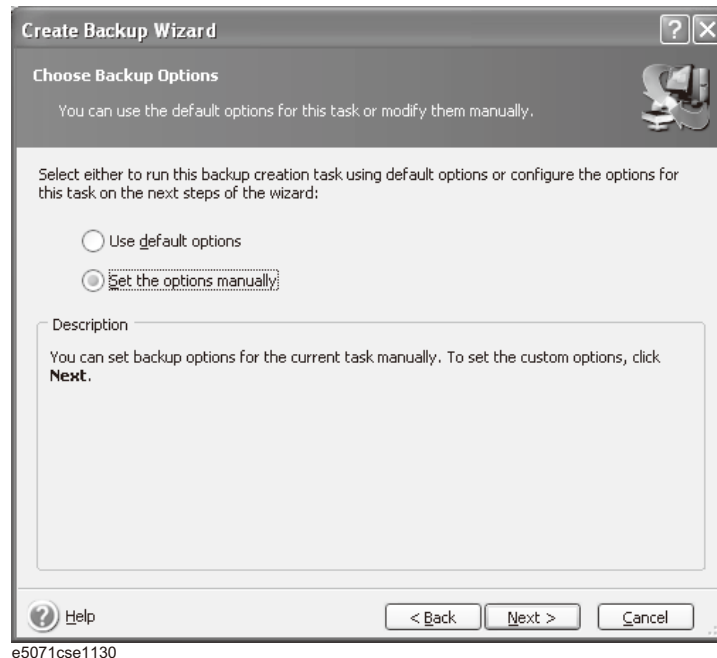 Create Backup Wizard
Choose Backup Options
You can use the default options for this task or modify them manually.
Select either to run this backup creation task using default options or configure the options for
this task on the next steps of the wizard:
Use default options
Set the options manually
Description
You can set backup options for the current task manually. To set the custom options, click
Next.
Help
< Back
Next >
Cancel
e5071cse1130